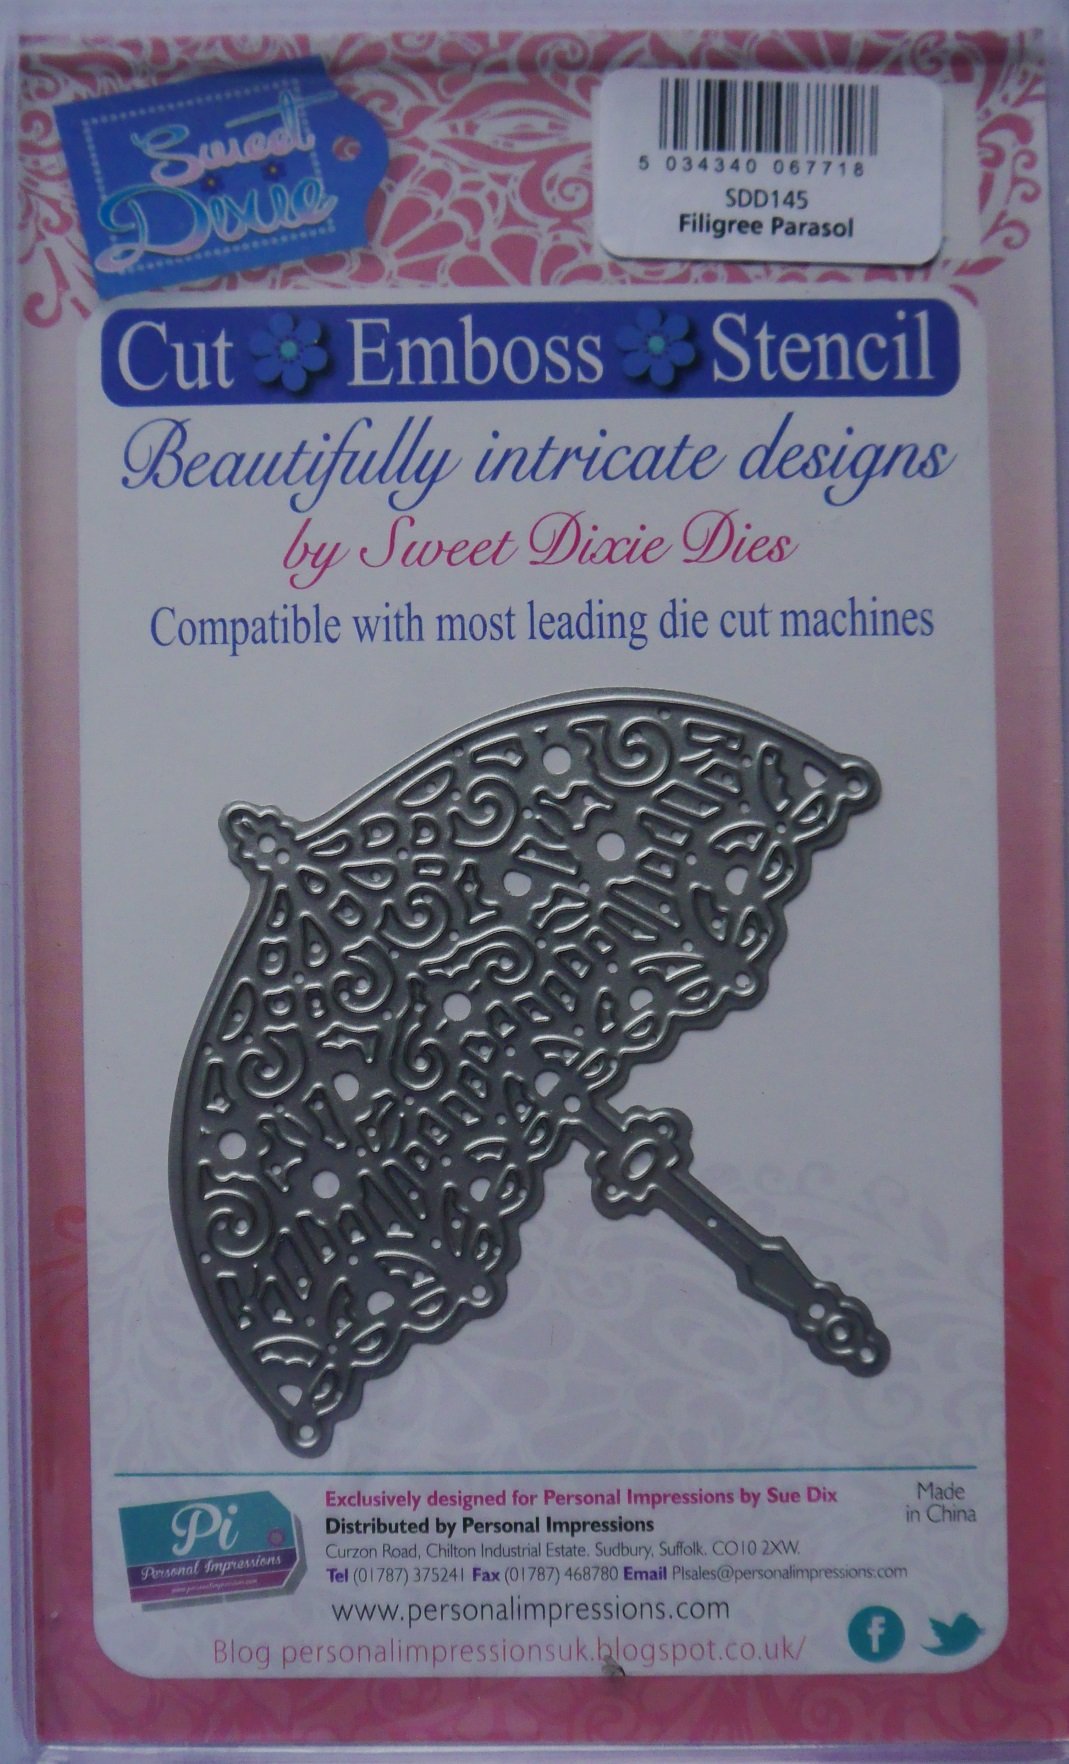 Sweet
Dixie
5 034340 067718
SDD145
Filigree Parasol
Cut Emboss Stencil
Beautifully intricate designs
by Sweet Dixie Dies
Compatible with most leading die cut machines
Pi
Personal Impressions
www.personalimpressions.com
Exclusively designed for Personal Impressions by Sue Dix
Distributed by Personal Impressions
Curzon Road, Chilton Industrial Estate. Sudbury, Suffolk. CO10 2XW.
Tel (01787) 375241 Fax (01787) 468780 Email PIsales@personalimpressions.com
www.personalimpressions.com
Blog personalimpressionsuk.blogspot.co.uk/
Made
in China